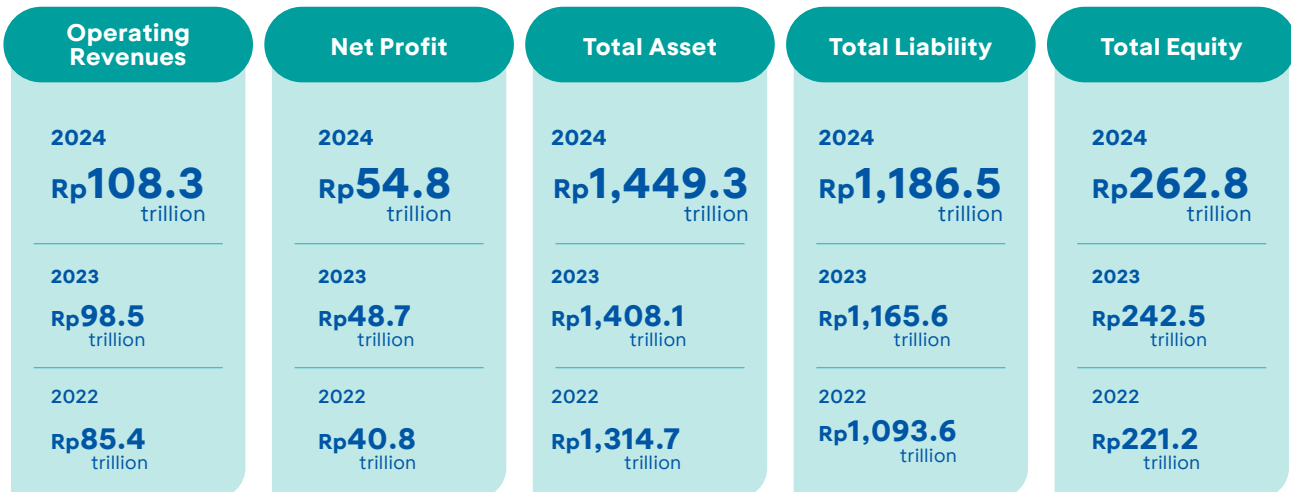 Operating
Revenues
2024
Rp108.3
trillion
2023
Rp98.5
trillion
2022
Rp85.4
trillion
Net Profit
2024
Rp54.8
trillion
2023
Rp48.7
trillion
2022
Rp40.8
trillion
Total Asset
2024
Rp1,449.3
trillion
2023
Rp1,408.1
trillion
2022
Rp1,314.7
trillion
Total Liability
2024
Rp1,186.5
trillion
2023
Rp1,165.6
trillion
2022
Rp1,093.6
trillion
Total Equity
2024
Rp262.8
trillion
2023
Rp242.5
trillion
2022
Rp221.2
trillion